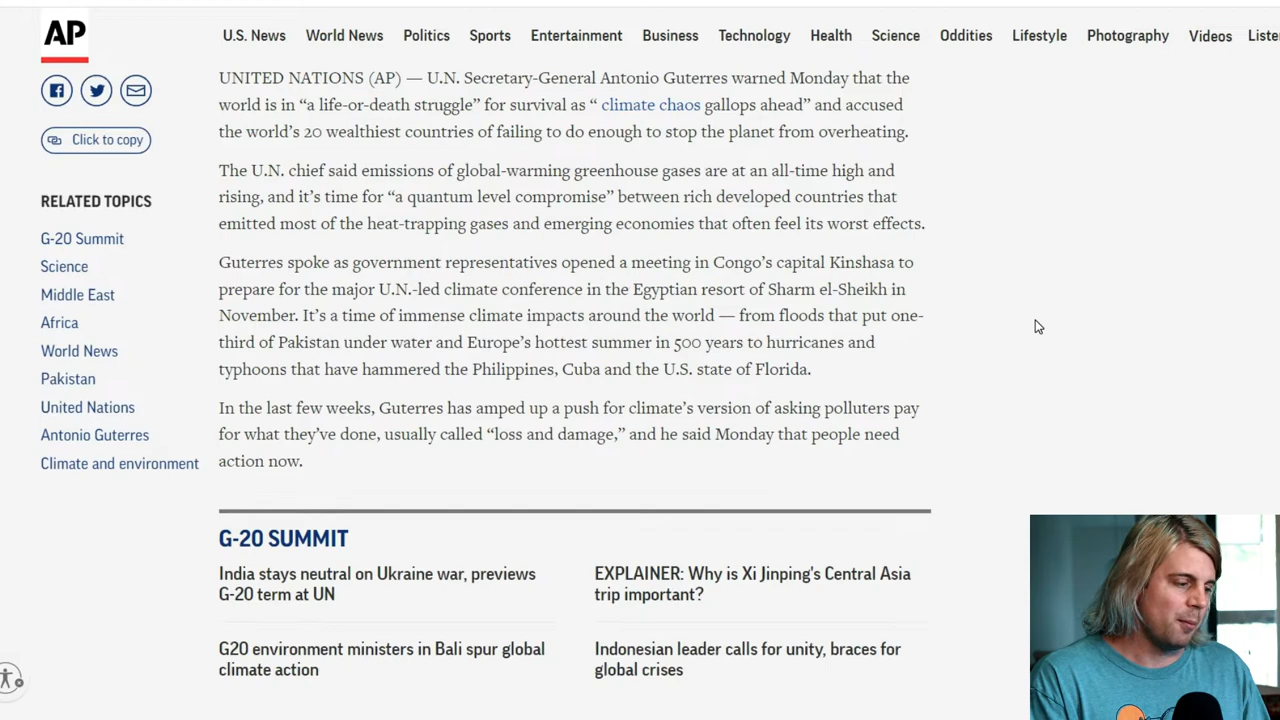 AP
U.S. News World News Politics Sports Entertainment Business Technology Health Science Oddities Lifestyle Photography Videos
Click to copy
RELATED TOPICS
G-20 Summit
Science
Middle East
Africa
World News
Pakistan
United Nations
Antonio Guterres
Climate and environment
UNITED NATIONS (AP) — U.N. Secretary-General Antonio Guterres warned Monday that the
world is in “a life-or-death struggle” for survival as “ climate chaos gallops ahead” and accused
the world’s 20 wealthiest countries of failing to do enough to stop the planet from overheating.
The U.N. chief said emissions of global-warming greenhouse gases are at an all-time high and
rising, and it’s time for “a quantum level compromise” between rich developed countries that
emitted most of the heat-trapping gases and emerging economies that often feel its worst effects.
Guterres spoke as government representatives opened a meeting in Congo’s capital Kinshasa to
prepare for the major U.N.-led climate conference in the Egyptian resort of Sharm el-Sheikh in
November. It’s a time of immense climate impacts around the world — from floods that put one-
third of Pakistan under water and Europe’s hottest summer in 500 years to hurricanes and
typhoons that have hammered the Philippines, Cuba and the U.S. state of Florida.
In the last few weeks, Guterres has amped up a push for climate’s version of asking polluters pay
for what they’ve done, usually called “loss and damage,” and he said Monday that people need
action now.
G-20 SUMMIT
India stays neutral on Ukraine war, previews
G-20 term at UN
EXPLAINER: Why is Xi Jinping's Central Asia
trip important?
G20 environment ministers in Bali spur global
climate action
Indonesian leader calls for unity, braces for
global crises